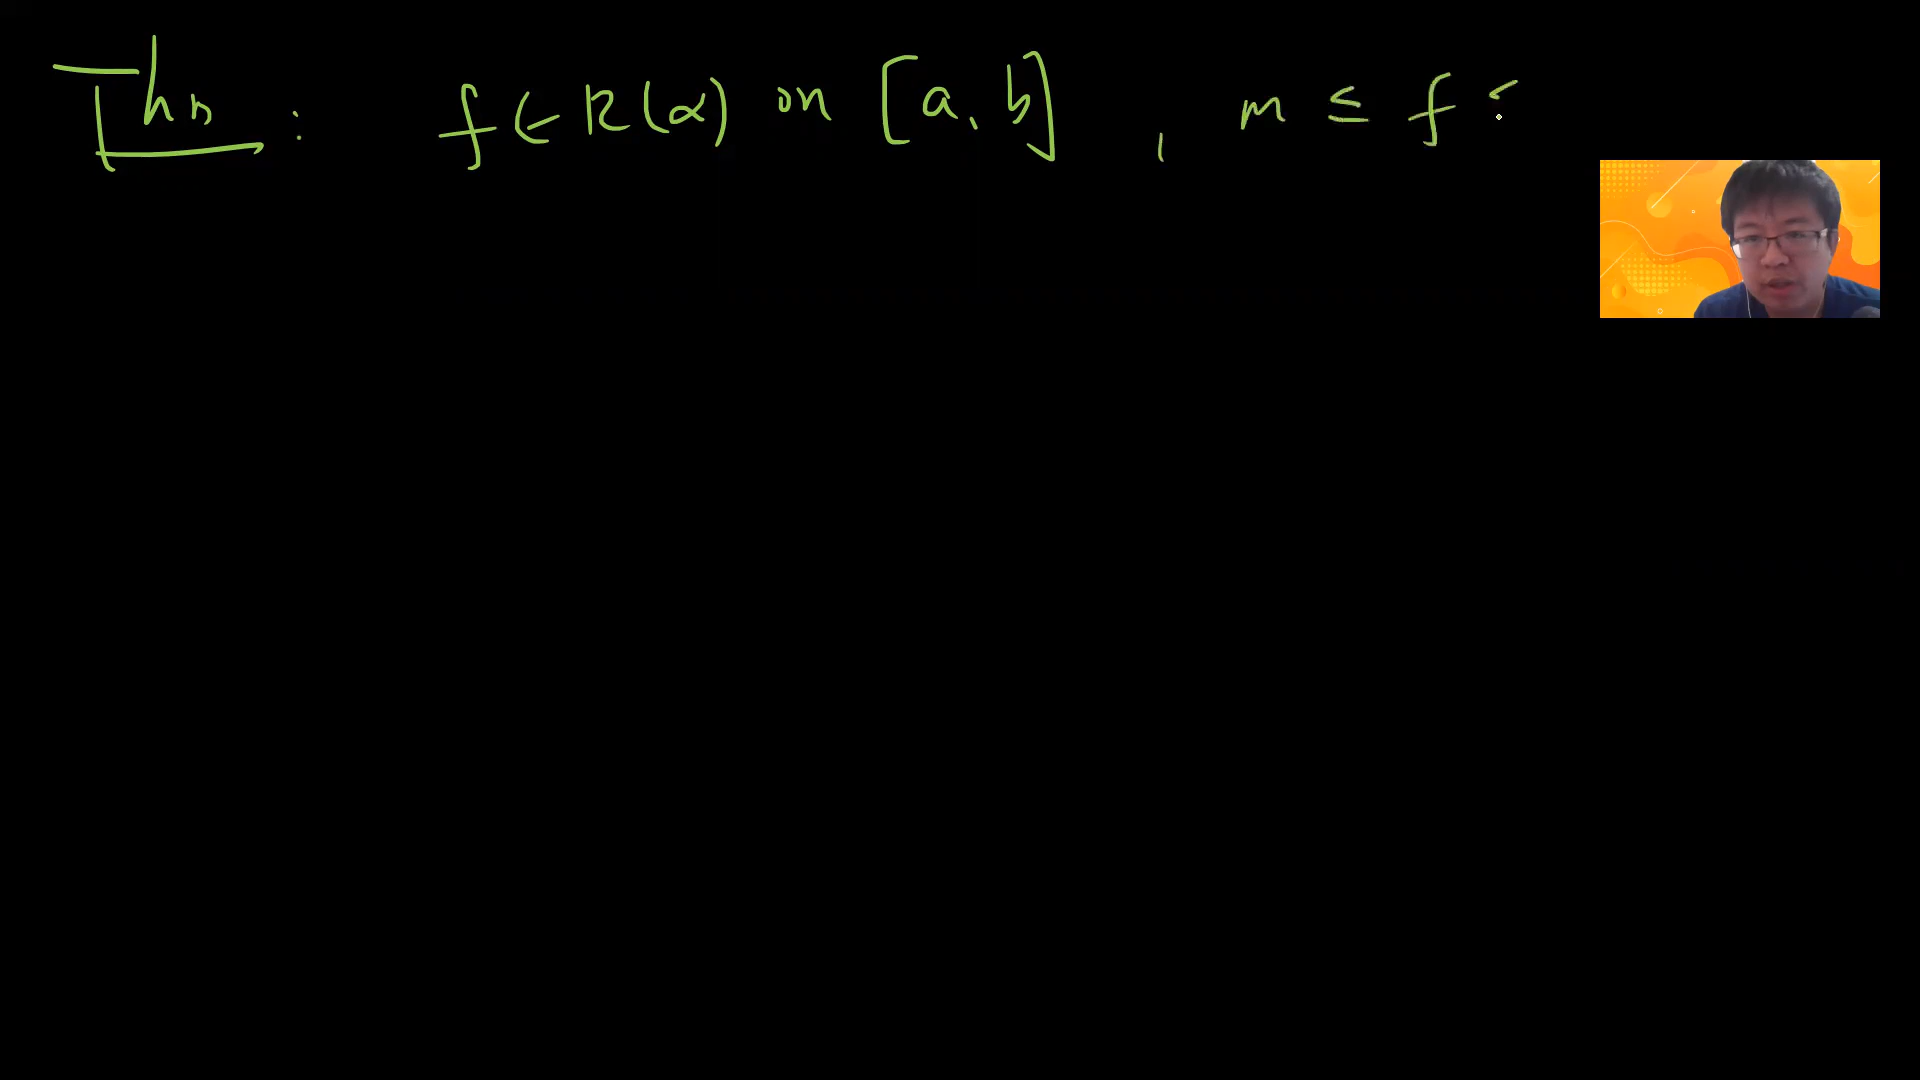 Thm : f ∈ R(α) on [a, b] , m ≤ f <